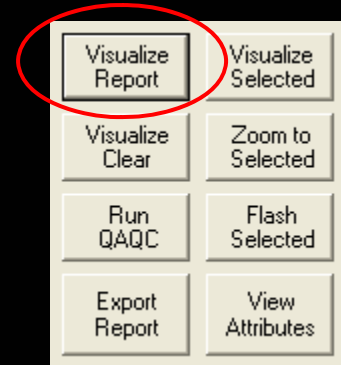 Visualize
Report
Visualize
Selected
Visualize
Clear
Zoom to
Selected
Run
QAQC
Flash
Selected
Export
Report
View
Attributes